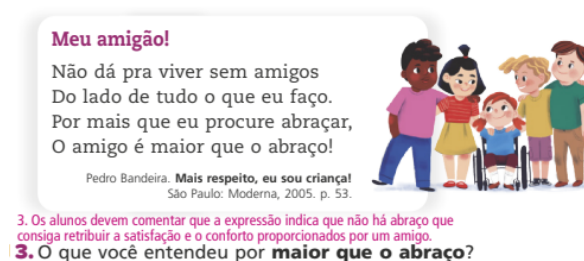 Meu amigão!
Não dá pra viver sem amigos
Do lado de tudo o que eu faço.
Por mais que eu procure abraçar,
O amigo é maior que o abraço!
Pedro Bandeira. Mais respeito, eu sou criança!
São Paulo: Moderna, 2005. p. 53.
3. Os alunos devem comentar que a expressão indica que não há abraço que
consiga retribuir a satisfação e o conforto proporcionados por um amigo.
3. O que você entendeu por maior que o abraço?